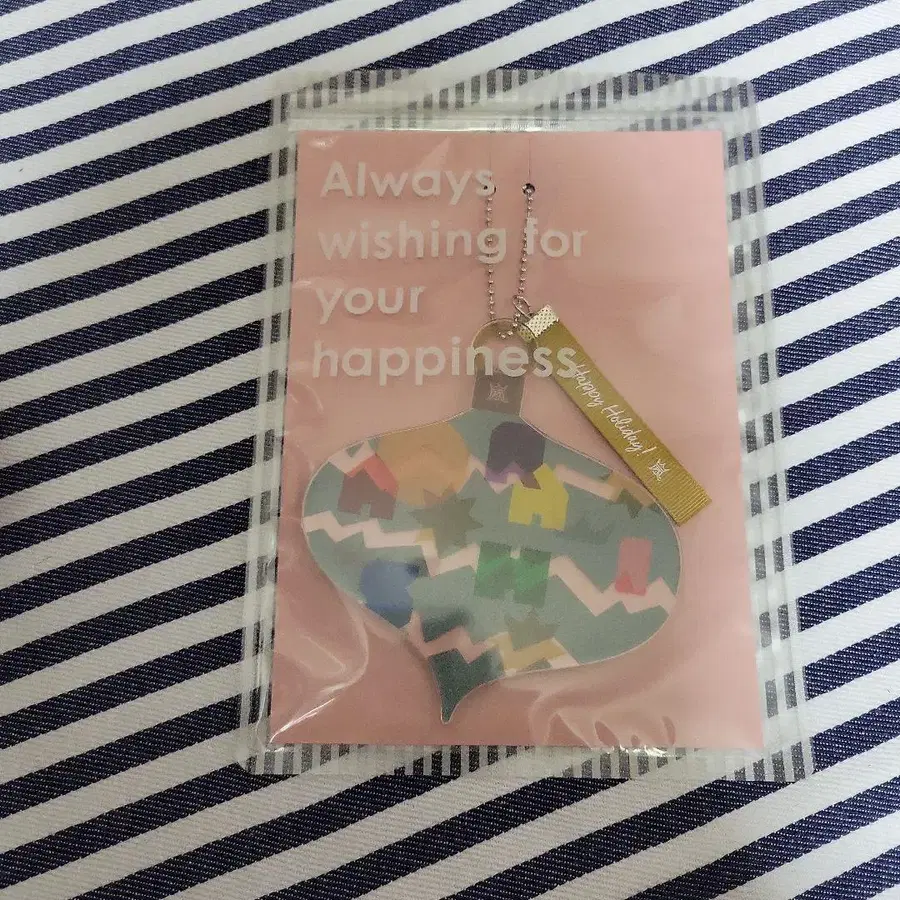 Always
wishing for
your
happiness.
Happy Holiday!